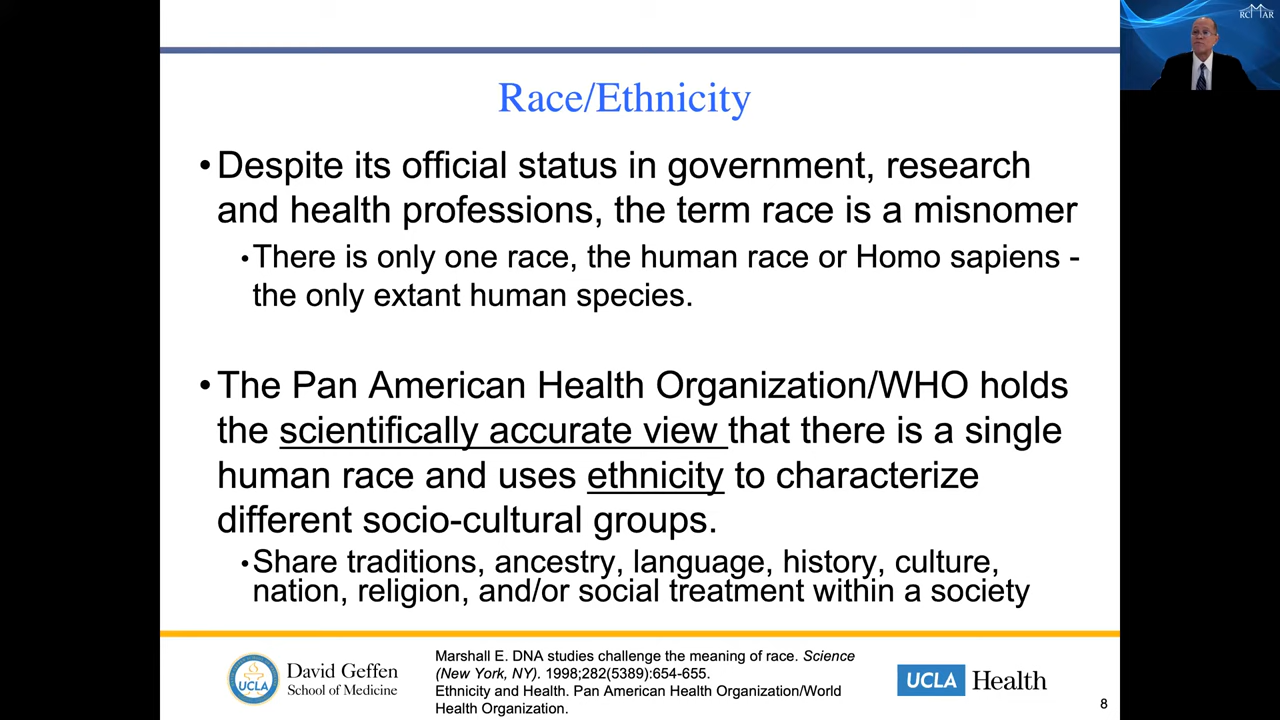 RCMAR
Race/Ethnicity
•Despite its official status in government, research
and health professions, the term race is a misnomer
•There is only one race, the human race or Homo sapiens -
the only extant human species.
•The Pan American Health Organization/WHO holds
the scientifically accurate view that there is a single
human race and uses ethnicity to characterize
different socio-cultural groups.
•Share traditions, ancestry, language, history, culture,
nation, religion, and/or social treatment within a society
UCLA
David Geffen
School of Medicine
Marshall E. DNA studies challenge the meaning of race. Science
(New York, NY). 1998;282(5389):654-655.
Ethnicity and Health. Pan American Health Organization/World
Health Organization.
UCLA Health
8